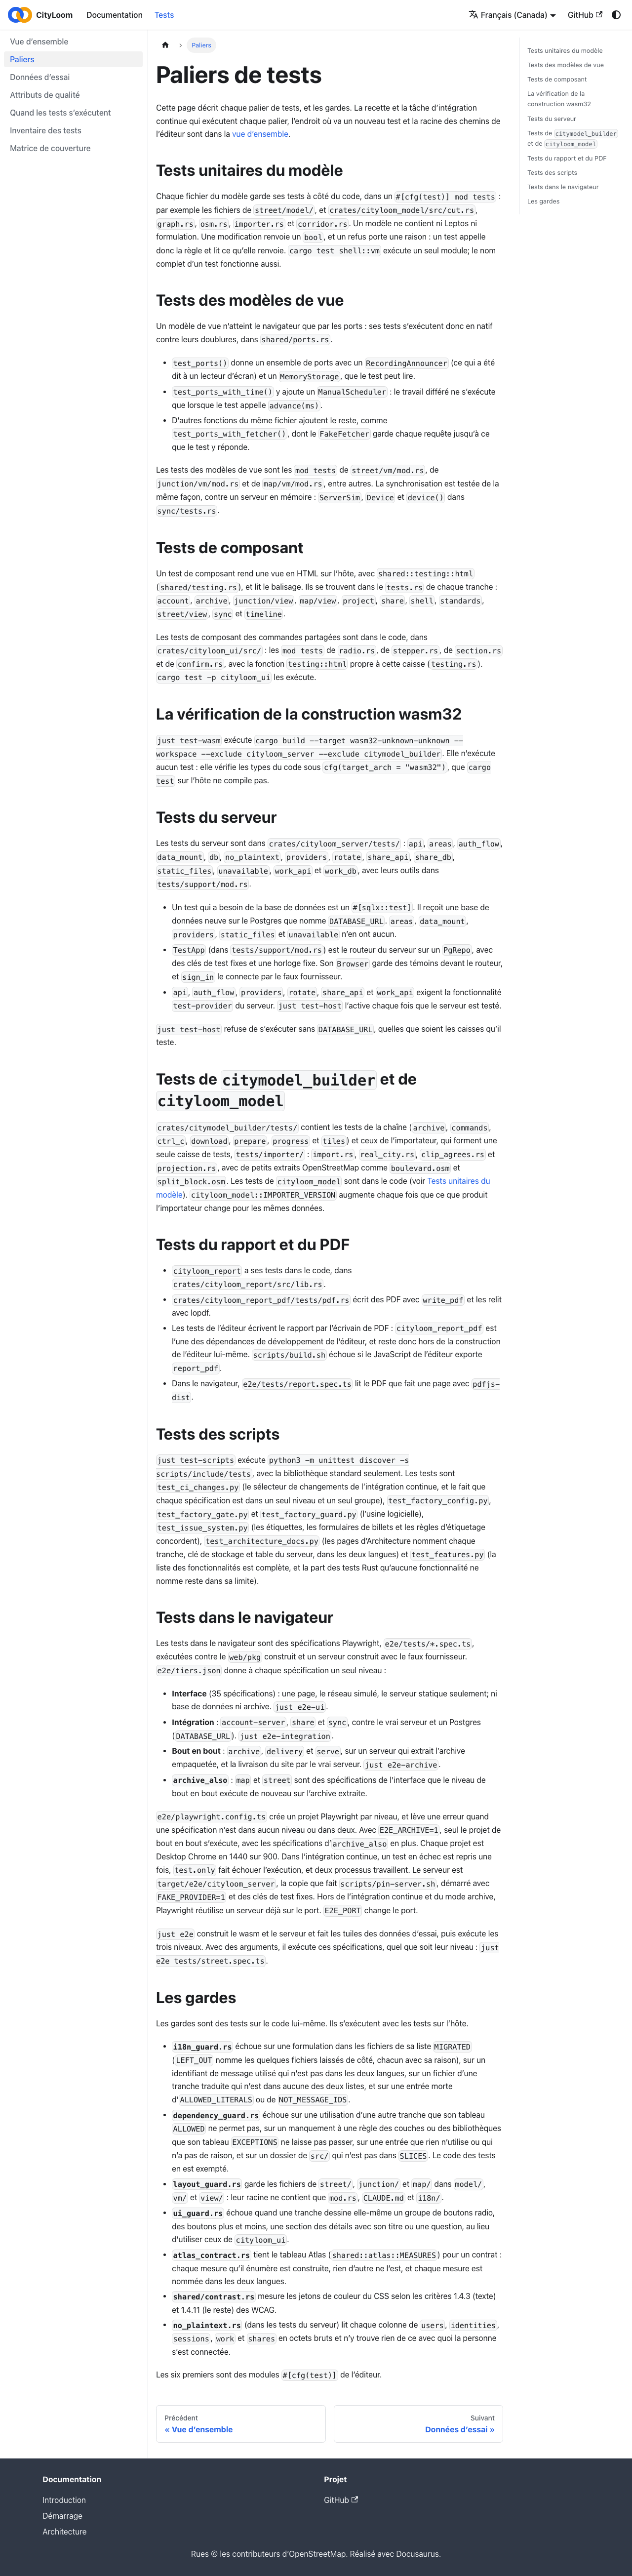 CityLoom
Documentation
Tests
Français (Canada)
GitHub
Vue d'ensemble
Paliers
Données d'essai
Attributs de qualité
Quand les tests s'exécutent
Inventaire des tests
Matrice de couverture
Paliers
Paliers de tests
Cette page décrit chaque palier de tests, et les gardes. La recette et la tâche d'intégration
continue qui exécutent chaque palier, l'endroit où va un nouveau test et la racine des chemins
de l'éditeur sont dans la vue d'ensemble.
Tests unitaires du modèle
Chaque fichier du modèle garde ses tests à côté du code, dans un #[cfg(test)] mod tests :
par exemple les fichiers de street/model/, et crates/cityloom_model/src/cut.rs,
graph.rs, osm.rs, importer.rs et corridor.rs. Un modèle ne contient ni Leptos ni
formulation. Une modification renvoie un bool, et un refus porte une raison : un test appelle
donc la règle et lit ce qu'elle renvoie. cargo test shell::vm exécute un seul module; le nom
complet d'un test fonctionne aussi.
Tests des modèles de vue
Un modèle de vue n'atteint le navigateur que par les ports : ses tests s'exécutent donc en natif
contre leurs doublures, dans shared/ports.rs.
test_ports() donne un ensemble de ports avec un RecordingAnnouncer (ce qui a été
dit à un lecteur d'écran) et un MemoryStorage, que le test peut lire.
test_ports_with_time() y ajoute un ManualScheduler : le travail différé ne s'exécute
que lorsque le test appelle advance(ms).
D'autres fonctions du même fichier ajoutent le reste, comme
test_ports_with_fetcher(), dont le FakeFetcher garde chaque requête jusqu'à ce
que le test y réponde.
Les tests des modèles de vue sont les mod tests de street/vm/mod.rs, de
junction/vm/mod.rs et de map/vm/mod.rs, entre autres. La synchronisation est testée de la
même façon, contre un serveur en mémoire : ServerSim, Device et device() dans
sync/tests.rs.
Tests de composant
Un test de composant rend une vue en HTML sur l'hôte, avec shared::testing::html
(shared/testing.rs), et lit le balisage. Ils se trouvent dans le tests.rs de chaque tranche :
account, archive, junction/view, map/view, project, share, shell, standards,
street/view, sync et timeline.
Les tests de composant des commandes partagées sont dans le code, dans
crates/cityloom_ui/src/ : les mod tests de radio.rs, de stepper.rs, de section.rs
et de confirm.rs, avec la fonction testing::html propre à cette caisse (testing.rs).
cargo test -p cityloom_ui les exécute.
La vérification de la construction wasm32
just test-wasm exécute cargo build --target wasm32-unknown-unknown --
workspace --exclude cityloom_server --exclude citymodel_builder. Elle n'exécute
aucun test : elle vérifie les types du code sous cfg(target_arch = "wasm32"), que cargo
test sur l'hôte ne compile pas.
Tests du serveur
Les tests du serveur sont dans crates/cityloom_server/tests/ : api, areas, auth_flow,
data_mount, db, no_plaintext, providers, rotate, share_api, share_db,
static_files, unavailable, work_api et work_db, avec leurs outils dans
tests/support/mod.rs.
Un test qui a besoin de la base de données est un #[sqlx::test]. Il reçoit une base de
données neuve sur le Postgres que nomme DATABASE_URL. areas, data_mount,
providers, static_files et unavailable n'en ont aucun.
TestApp (dans tests/support/mod.rs) est le routeur du serveur sur un PgRepo, avec
des clés de test fixes et une horloge fixe. Son Browser garde des témoins devant le routeur,
et sign_in le connecte par le faux fournisseur.
api, auth_flow, providers, rotate, share_api et work_api exigent la fonctionnalité
test-provider du serveur. just test-host l'active chaque fois que le serveur est testé.
just test-host refuse de s'exécuter sans DATABASE_URL, quelles que soient les caisses qu'il
teste.
Tests de citymodel_builder et de
cityloom_model
crates/citymodel_builder/tests/ contient les tests de la chaîne (archive, commands,
ctrl_c, download, prepare, progress et tiles) et ceux de l'importateur, qui forment une
seule caisse de tests, tests/importer/ : import.rs, real_city.rs, clip_agrees.rs et
projection.rs, avec de petits extraits OpenStreetMap comme boulevard.osm et
split_block.osm. Les tests de cityloom_model sont dans le code (voir Tests unitaires du
modèle). cityloom_model::IMPORTER_VERSION augmente chaque fois que ce que produit
l'importateur change pour les mêmes données.
Tests du rapport et du PDF
cityloom_report a ses tests dans le code, dans
crates/cityloom_report/src/lib.rs.
crates/cityloom_report_pdf/tests/pdf.rs écrit des PDF avec write_pdf et les relit
avec lopdf.
Les tests de l'éditeur écrivent le rapport par l'écrivain de PDF : cityloom_report_pdf est
l'une des dépendances de développement de l'éditeur, et reste donc hors de la construction
de l'éditeur lui-même. scripts/build.sh échoue si le JavaScript de l'éditeur exporte
report_pdf.
Dans le navigateur, e2e/tests/report.spec.ts lit le PDF que fait une page avec pdfjs-
dist.
Tests des scripts
just test-scripts exécute python3 -m unittest discover -s
scripts/include/tests, avec la bibliothèque standard seulement. Les tests sont
test_ci_changes.py (le sélecteur de changements de l'intégration continue, et le fait que
chaque spécification est dans un seul niveau et un seul groupe), test_factory_config.py,
test_factory_gate.py et test_factory_guard.py (l'usine logicielle),
test_issue_system.py (les étiquettes, les formulaires de billets et les règles d'étiquetage
concordent), test_architecture_docs.py (les pages d'Architecture nomment chaque
tranche, clé de stockage et table du serveur, dans les deux langues) et test_features.py (la
liste des fonctionnalités est complète, et la part des tests Rust qu'aucune fonctionnalité ne
nomme reste dans sa limite).
Tests dans le navigateur
Les tests dans le navigateur sont des spécifications Playwright, e2e/tests/*.spec.ts,
exécutées contre le web/pkg construit et un serveur construit avec le faux fournisseur.
e2e/tiers.json donne à chaque spécification un seul niveau :
Interface (35 spécifications) : une page, le réseau simulé, le serveur statique seulement; ni
base de données ni archive. just e2e-ui.
Intégration : account-server, share et sync, contre le vrai serveur et un Postgres
(DATABASE_URL). just e2e-integration.
Bout en bout : archive, delivery et serve, sur un serveur qui extrait l'archive
empaquetée, et la livraison du site par le vrai serveur. just e2e-archive.
archive_also : map et street sont des spécifications de l'interface que le niveau de
bout en bout exécute de nouveau sur l'archive extraite.
e2e/playwright.config.ts crée un projet Playwright par niveau, et lève une erreur quand
une spécification n'est dans aucun niveau ou dans deux. Avec E2E_ARCHIVE=1, seul le projet de
bout en bout s'exécute, avec les spécifications d'archive_also en plus. Chaque projet est
Desktop Chrome en 1440 sur 900. Dans l'intégration continue, un test en échec est repris une
fois, test.only fait échouer l'exécution, et deux processus travaillent. Le serveur est
target/e2e/cityloom_server, la copie que fait scripts/pin-server.sh, démarré avec
FAKE_PROVIDER=1 et des clés de test fixes. Hors de l'intégration continue et du mode archive,
Playwright réutilise un serveur déjà sur le port. E2E_PORT change le port.
just e2e construit le wasm et le serveur et fait les tuiles des données d'essai, puis exécute les
trois niveaux. Avec des arguments, il exécute ces spécifications, quel que soit leur niveau : just
e2e tests/street.spec.ts.
Les gardes
Les gardes sont des tests sur le code lui-même. Ils s'exécutent avec les tests sur l'hôte.
i18n_guard.rs échoue sur une formulation dans les fichiers de sa liste MIGRATED
(LEFT_OUT nomme les quelques fichiers laissés de côté, chacun avec sa raison), sur un
identifiant de message utilisé qui n'est pas dans les deux langues, sur un fichier d'une
tranche traduite qui n'est dans aucune des deux listes, et sur une entrée morte
d'ALLOWED_LITERALS ou de NOT_MESSAGE_IDS.
dependency_guard.rs échoue sur une utilisation d'une autre tranche que son tableau
ALLOWED ne permet pas, sur un manquement à une règle des couches ou des bibliothèques
que son tableau EXCEPTIONS ne laisse pas passer, sur une entrée que rien n'utilise ou qui
n'a pas de raison, et sur un dossier de src/ qui n'est pas dans SLICES. Le code des tests
en est exempté.
layout_guard.rs garde les fichiers de street/, junction/ et map/ dans model/,
vm/ et view/ : leur racine ne contient que mod.rs, CLAUDE.md et i18n/.
ui_guard.rs échoue quand une tranche dessine elle-même un groupe de boutons radio,
des boutons plus et moins, une section des détails avec son titre ou une question, au lieu
d'utiliser ceux de cityloom_ui.
atlas_contract.rs tient le tableau Atlas (shared::atlas::MEASURES) pour un contrat :
chaque mesure qu'il énumère est construite, rien d'autre ne l'est, et chaque mesure est
nommée dans les deux langues.
shared/contrast.rs mesure les jetons de couleur du CSS selon les critères 1.4.3 (texte)
et 1.4.11 (le reste) des WCAG.
no_plaintext.rs (dans les tests du serveur) lit chaque colonne de users, identities,
sessions, work et shares en octets bruts et n'y trouve rien de ce avec quoi la personne
s'est connectée.
Les six premiers sont des modules #[cfg(test)] de l'éditeur.
Précédent
« Vue d'ensemble
Suivant
Données d'essai »
Tests unitaires du modèle
Tests des modèles de vue
Tests de composant
La vérification de la
construction wasm32
Tests du serveur
Tests de citymodel_builder
et de cityloom_model
Tests du rapport et du PDF
Tests des scripts
Tests dans le navigateur
Les gardes
Documentation
Introduction
Démarrage
Architecture
Projet
GitHub
Rues © les contributeurs d'OpenStreetMap. Réalisé avec Docusaurus.